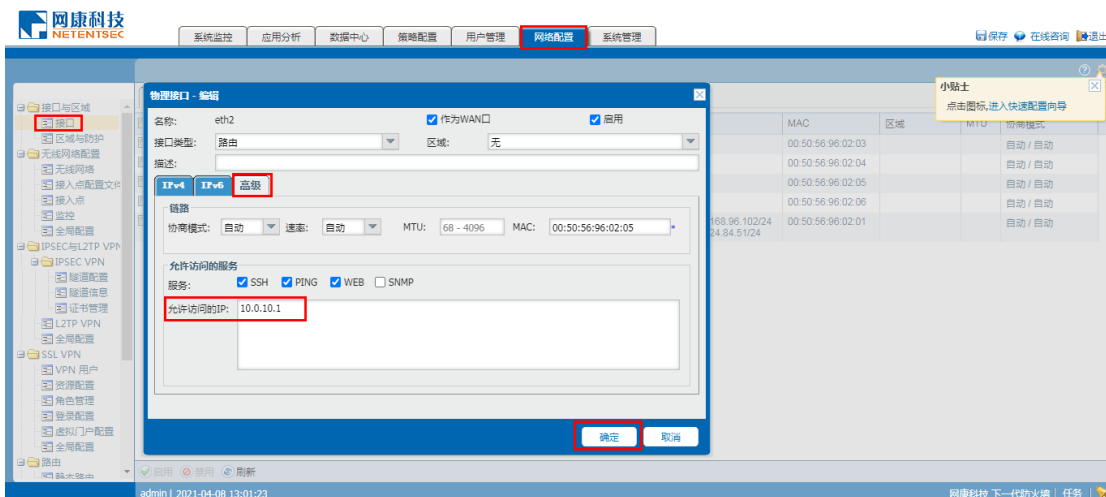 网康科技
NETENTSEC
系统监控 应用分析 数据中心 策略配置 用户管理 网络配置 系统管理
保存 在线咨询 退出
小贴士
点击图标,进入快速配置向导
接口与区域
接口
区域与防护
无线网络配置
无线网络
接入点配置文件
接入点
监控
全局配置
IPSEC与L2TP VPN
IPSEC VPN
隧道配置
隧道信息
证书管理
L2TP VPN
全局配置
SSL VPN
VPN 用户
资源配置
角色管理
登录配置
虚拟门户配置
全局配置
路由
静态路由
物理接口 - 编辑
名称: eth2 作为WAN口 启用
接口类型: 路由 区域: 无
描述:
IPv4 IPv6 高级
链路
协商模式: 自动 速率: 自动 MTU: 68 - 4096 MAC: 00:50:56:96:02:05
允许访问的服务
服务: SSH PING WEB SNMP
允许访问的IP: 10.0.10.1
确定 取消
MAC 区域 MTU 协商模式
00:50:56:96:02:03 自动 / 自动
00:50:56:96:02:04 自动 / 自动
00:50:56:96:02:05 自动 / 自动
00:50:56:96:02:06 自动 / 自动
168.96.102/24 00:50:56:96:02:01 自动 / 自动
24.84.51/24
启用 禁用 刷新
admin | 2021-04-08 13:01:23 网康科技 下一代防火墙 | 任务 |